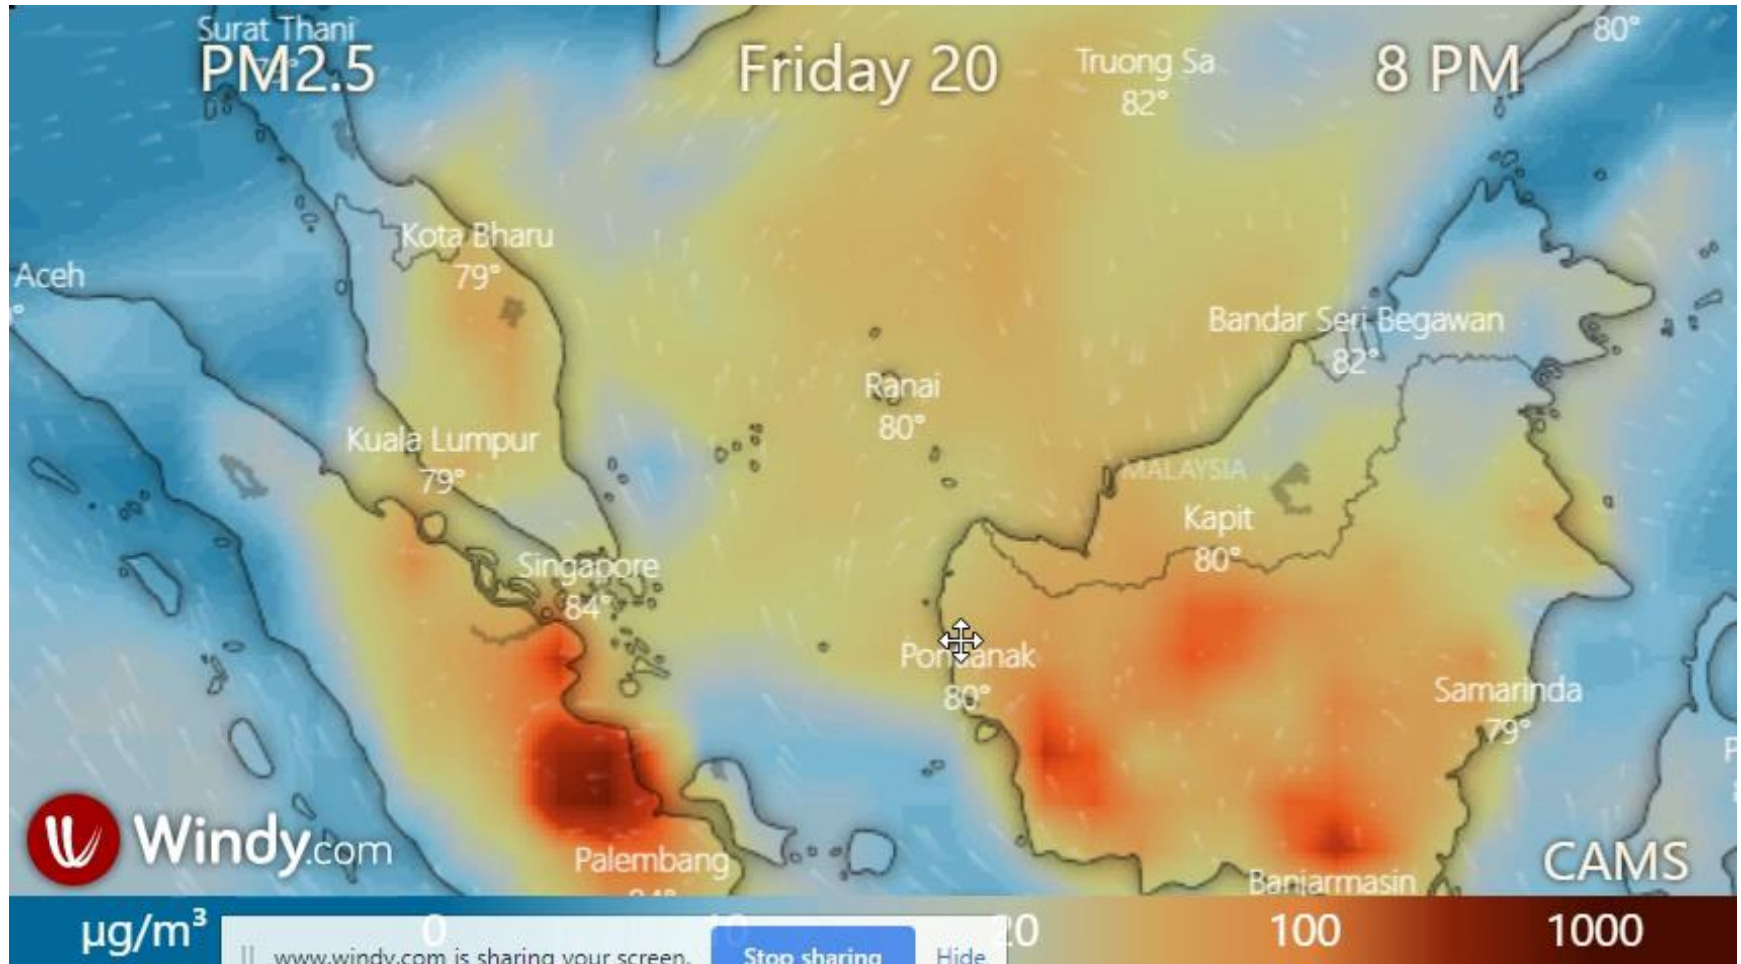 Surat Thani
PM2.5
Friday 20
Truong Sa
82°
8 PM
80°
Kota Bharu
79°
Aceh
Bandar Seri Begawan
82°
Ranai
80°
Kuala Lumpur
79°
MALAYSIA
Kapit
80°
Singapore
84°
80°
Samarinda
79°
Windy.com
Palembang
CAMS
Banjarmasin
µg/m³ 0 10 20 100 1000
www.windy.com is sharing your screen. Stop sharing Hide